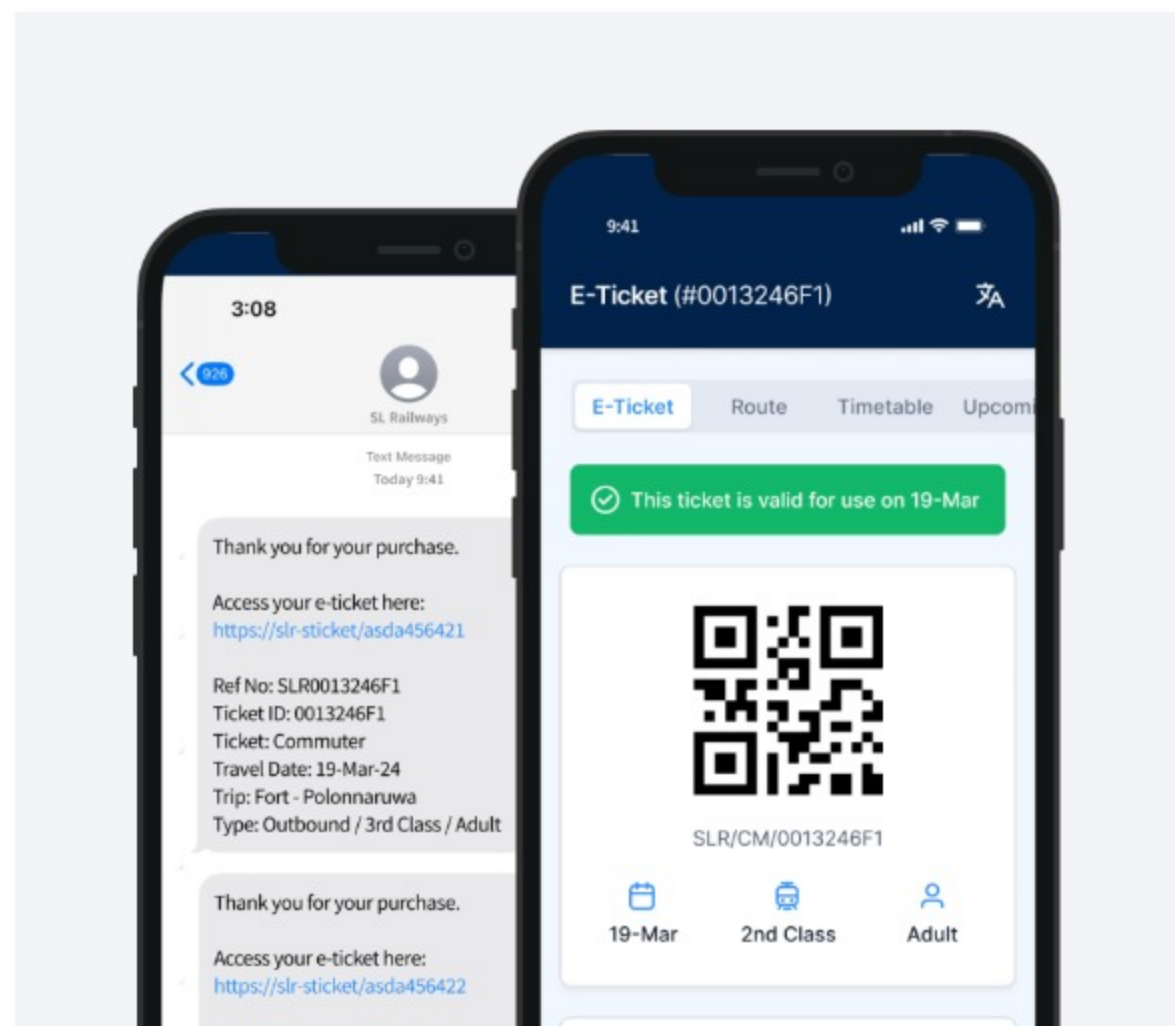 3:08
926
SL Railways
Text Message
Today 9:41
Thank you for your purchase.
Access your e-ticket here:
https://slr-sticket/asda456421
Ref No: SLR0013246F1
Ticket ID: 0013246F1
Ticket: Commuter
Travel Date: 19-Mar-24
Trip: Fort - Polonnaruwa
Type: Outbound / 3rd Class / Adult
Thank you for your purchase.
Access your e-ticket here:
https://slr-sticket/asda456422
9:41
E-Ticket (#0013246F1)
文A
E-Ticket Route Timetable Upcomi
This ticket is valid for use on 19-Mar
SLR/CM/0013246F1
19-Mar 2nd Class Adult